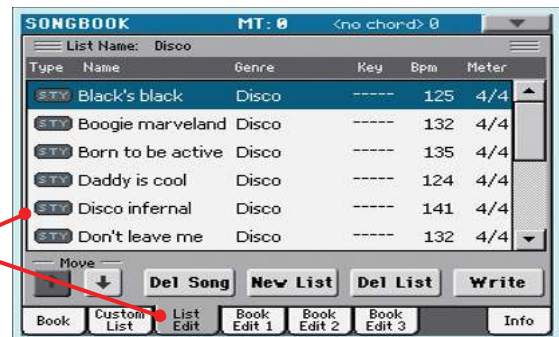 SONGBOOK MT: 0 <no chord> 0
List Name: Disco
Type Name Genre Key Bpm Meter
STY Black's black Disco ----- 125 4/4
STY Boogie marveland Disco ----- 132 4/4
STY Born to be active Disco ----- 135 4/4
STY Daddy is cool Disco ----- 124 4/4
STY Disco infernal Disco ----- 141 4/4
STY Don't leave me Disco ----- 132 4/4
Move
Del Song New List Del List Write
Book Custom List List Edit Book Edit 1 Book Edit 2 Book Edit 3 Info